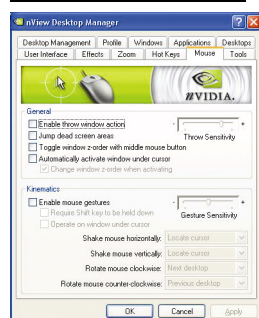 nView Desktop Manager
Desktop Management Profile Windows Applications Desktops
User Interface Effects Zoom Hot Keys Mouse Tools
NVIDIA.
General
Enable throw window action - +
Jump dead screen areas Throw Sensitivity
Toggle window z-order with middle mouse button
Automatically activate window under cursor
Change window z-order when activating
Kinematics
Enable mouse gestures - +
Require Shift key to be held down Gesture Sensitivity
Operate on window under cursor
Shake mouse horizontally: Locate cursor
Shake mouse vertically: Locate cursor
Rotate mouse clockwise: Next desktop
Rotate mouse counter-clockwise: Previous desktop
OK Cancel Apply